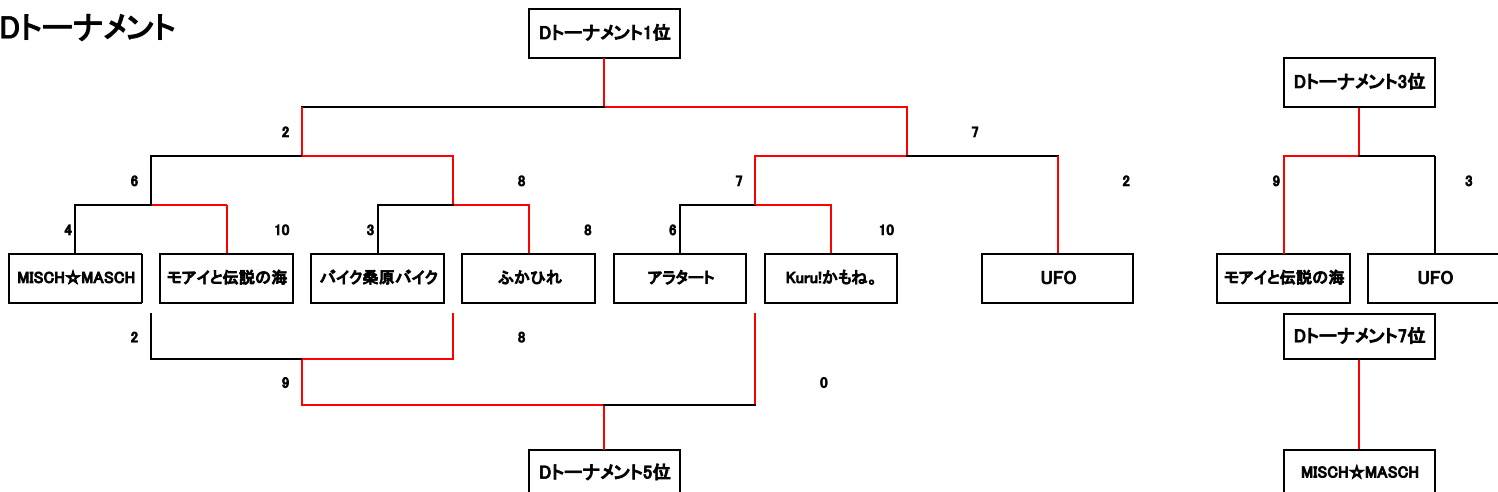 Dトーナメント
Dトーナメント1位
Dトーナメント3位
2
7
6
8
7
2
9
3
4
10
3
8
6
10
MISCH☆MASCH
モアイと伝説の海
バイク桑原バイク
ふかひれ
アラタート
Kuru!かもね。
UFO
モアイと伝説の海
UFO
2
8
Dトーナメント7位
9
0
Dトーナメント5位
MISCH☆MASCH